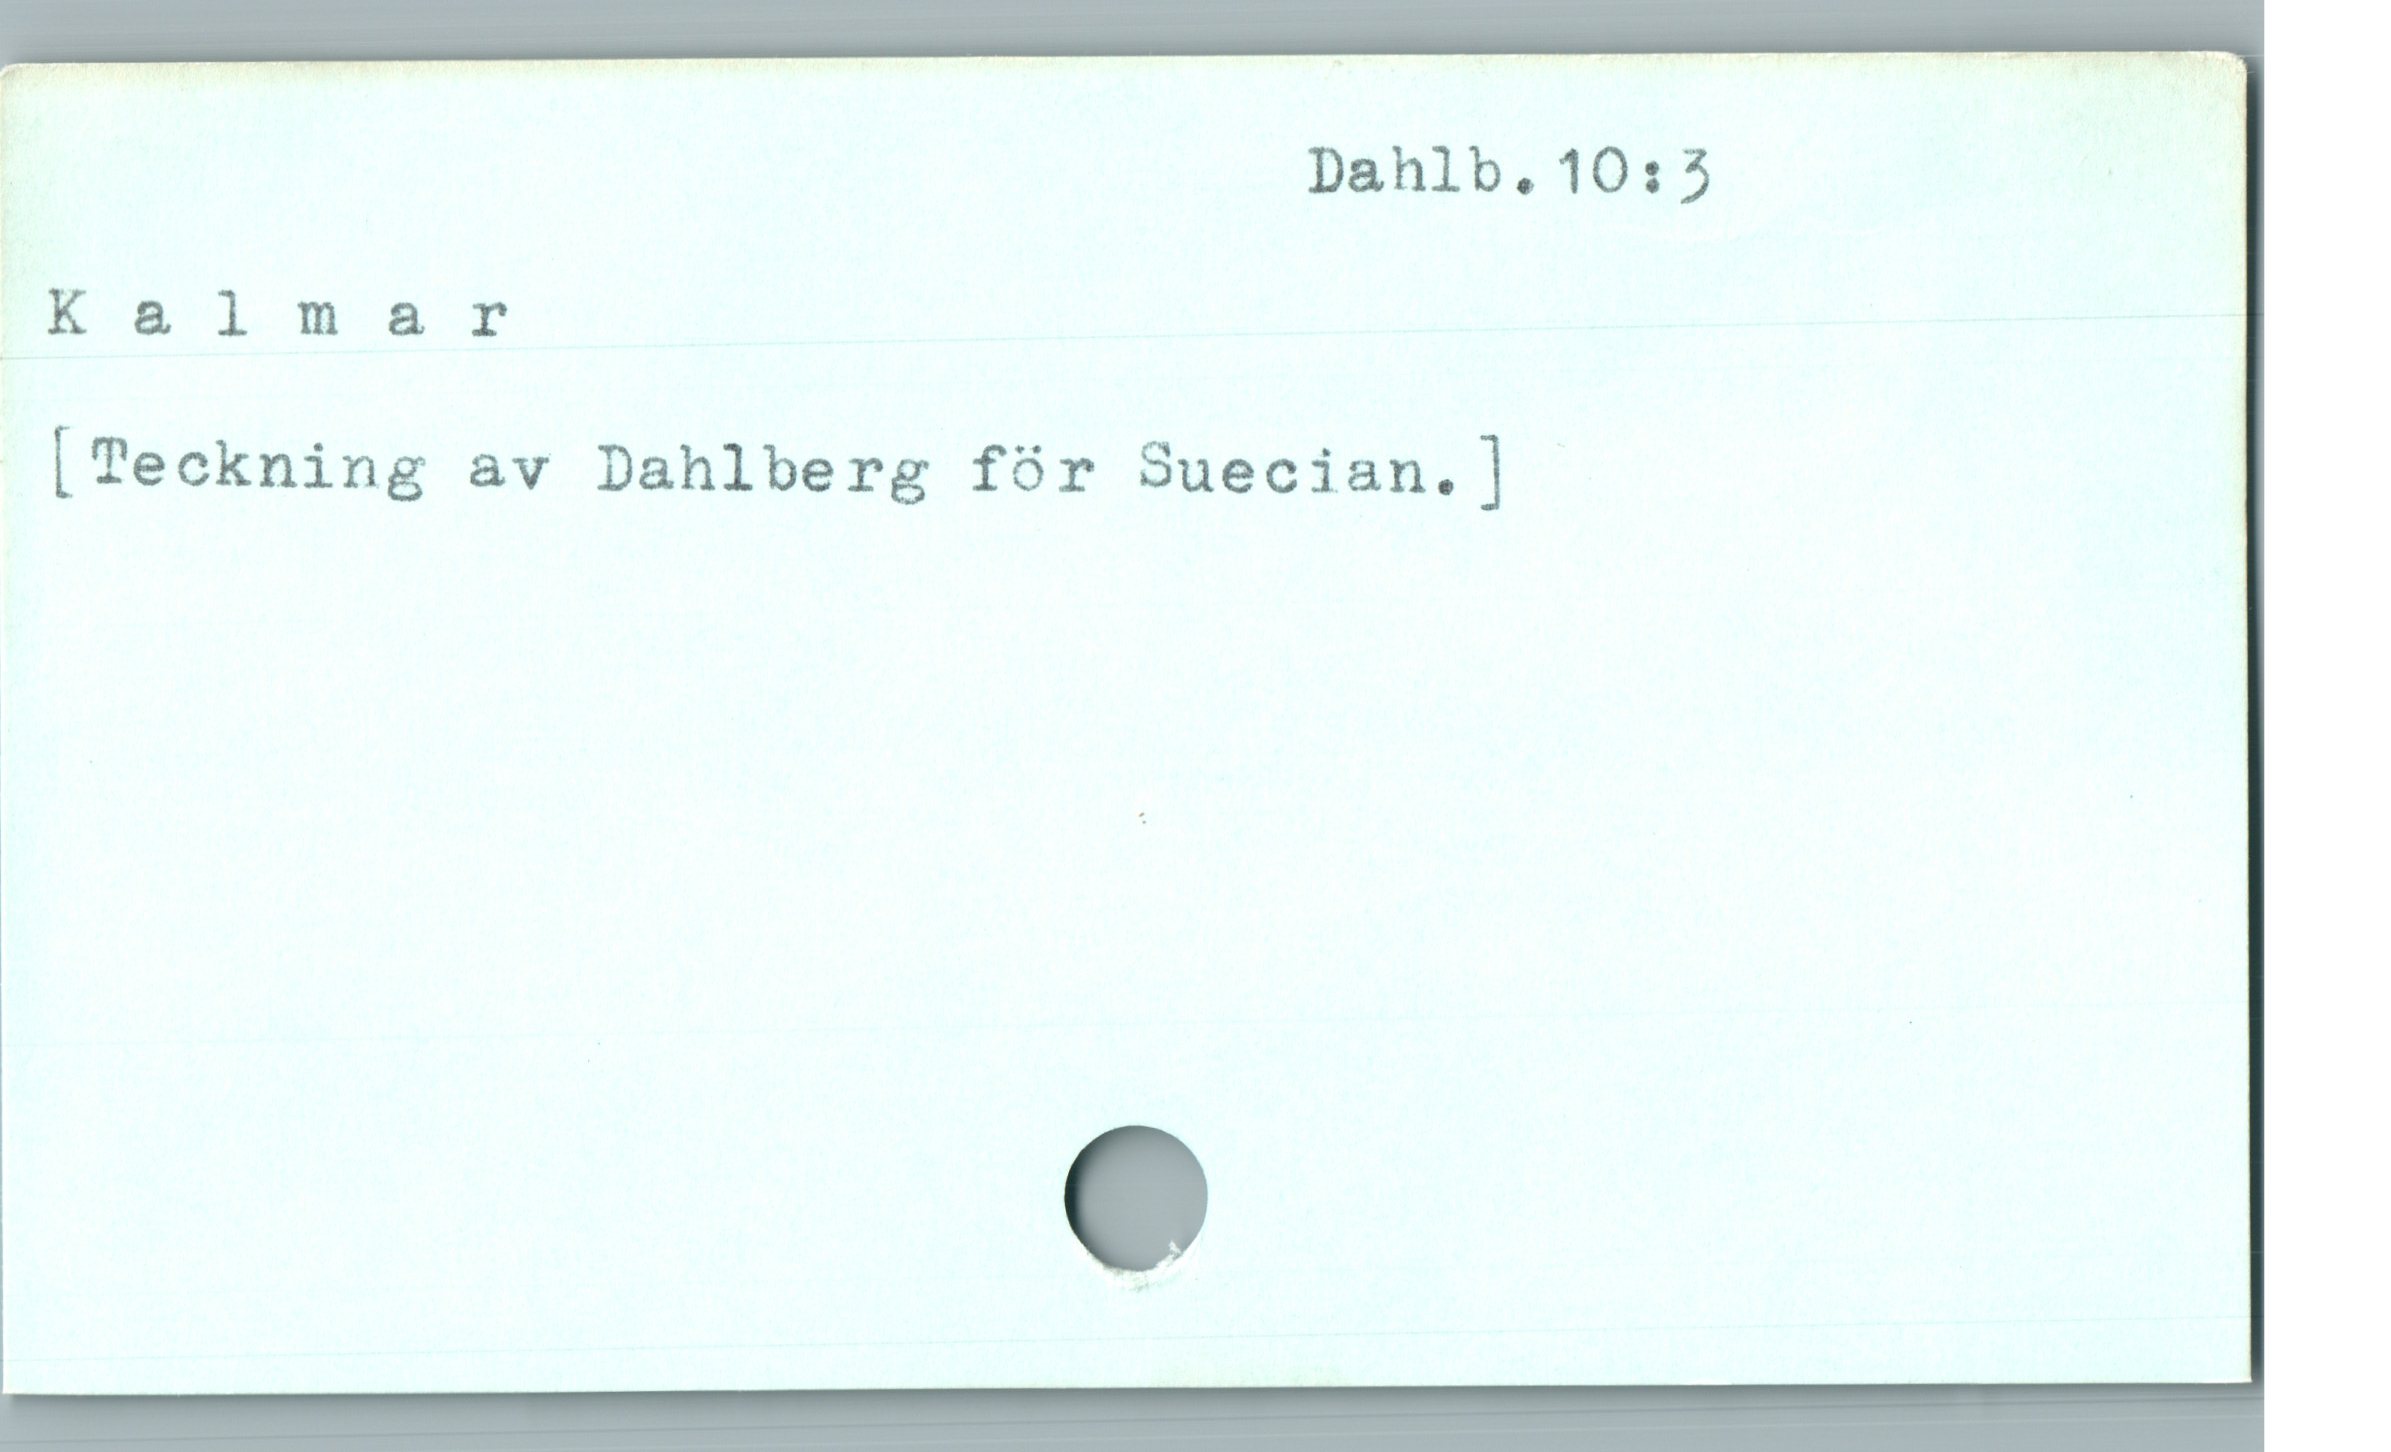 Dahlb. 10:3
K a l m a r
[Teckning av Dahlberg för Suecian.]